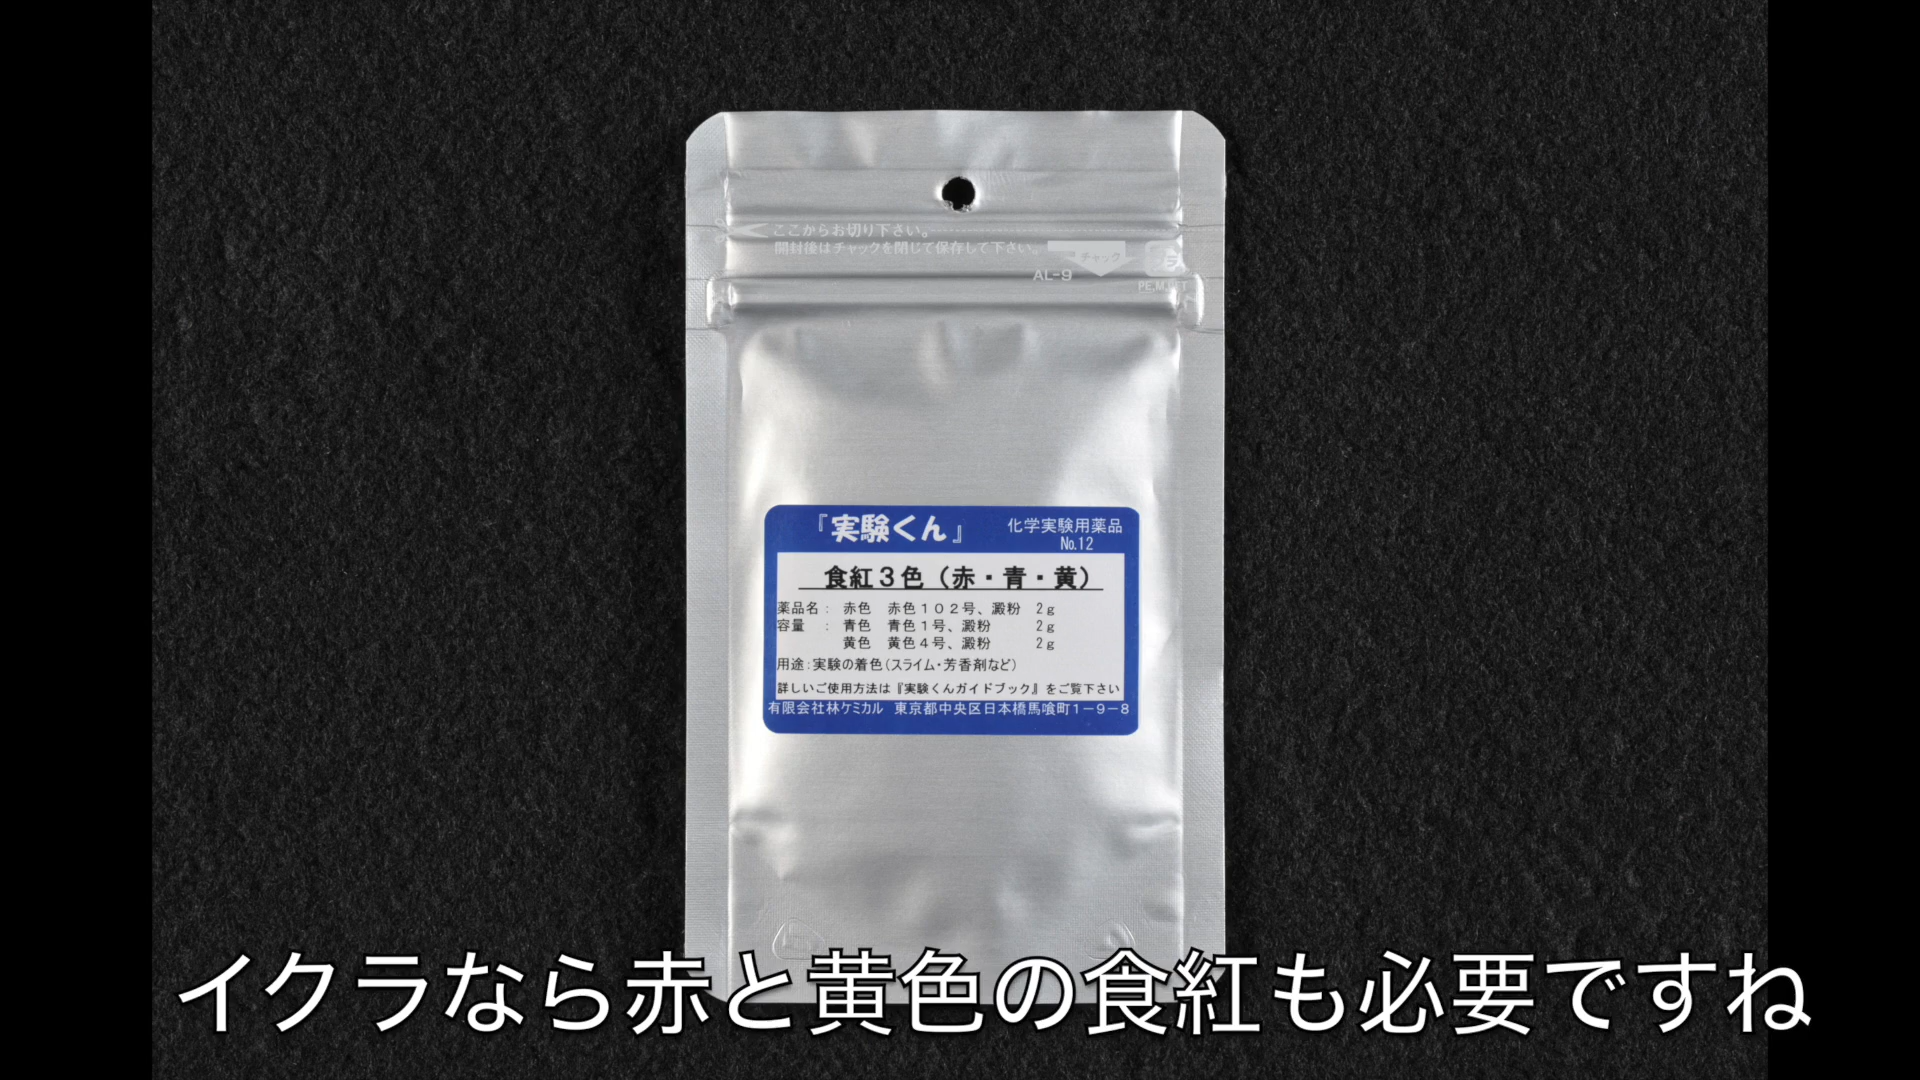 ここからお切り下さい。
開封後はチャックを閉じて保存して下さい。
チャック
AL-9
『実験くん』
化学実験用薬品
No.12
食紅3色（赤・青・黄）
薬品名： 赤色 赤色102号、澱粉 2g
容量 ： 青色 青色1号、澱粉 2g
黄色 黄色4号、澱粉 2g
用途：実験の着色（スライム・芳香剤など）
詳しいご使用方法は『実験くんガイドブック』をご覧下さい
有限会社林ケミカル 東京都中央区日本橋馬喰町1－9－8
イクラなら赤と黄色の食紅も必要ですね